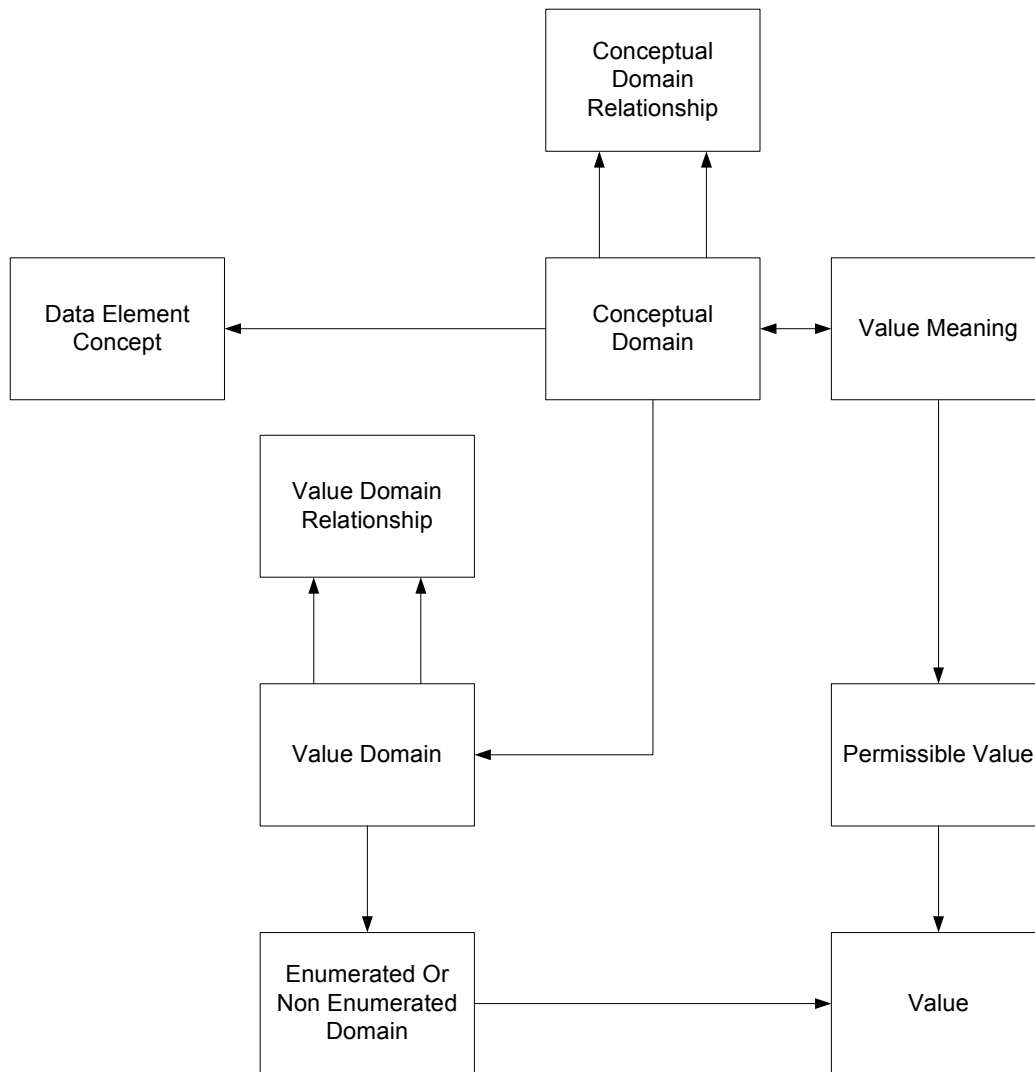 Conceptual
Domain
Relationship
Data Element
Concept
Conceptual
Domain
Value Meaning
Value Domain
Relationship
Value Domain
Permissible Value
Enumerated Or
Non Enumerated
Domain
Value